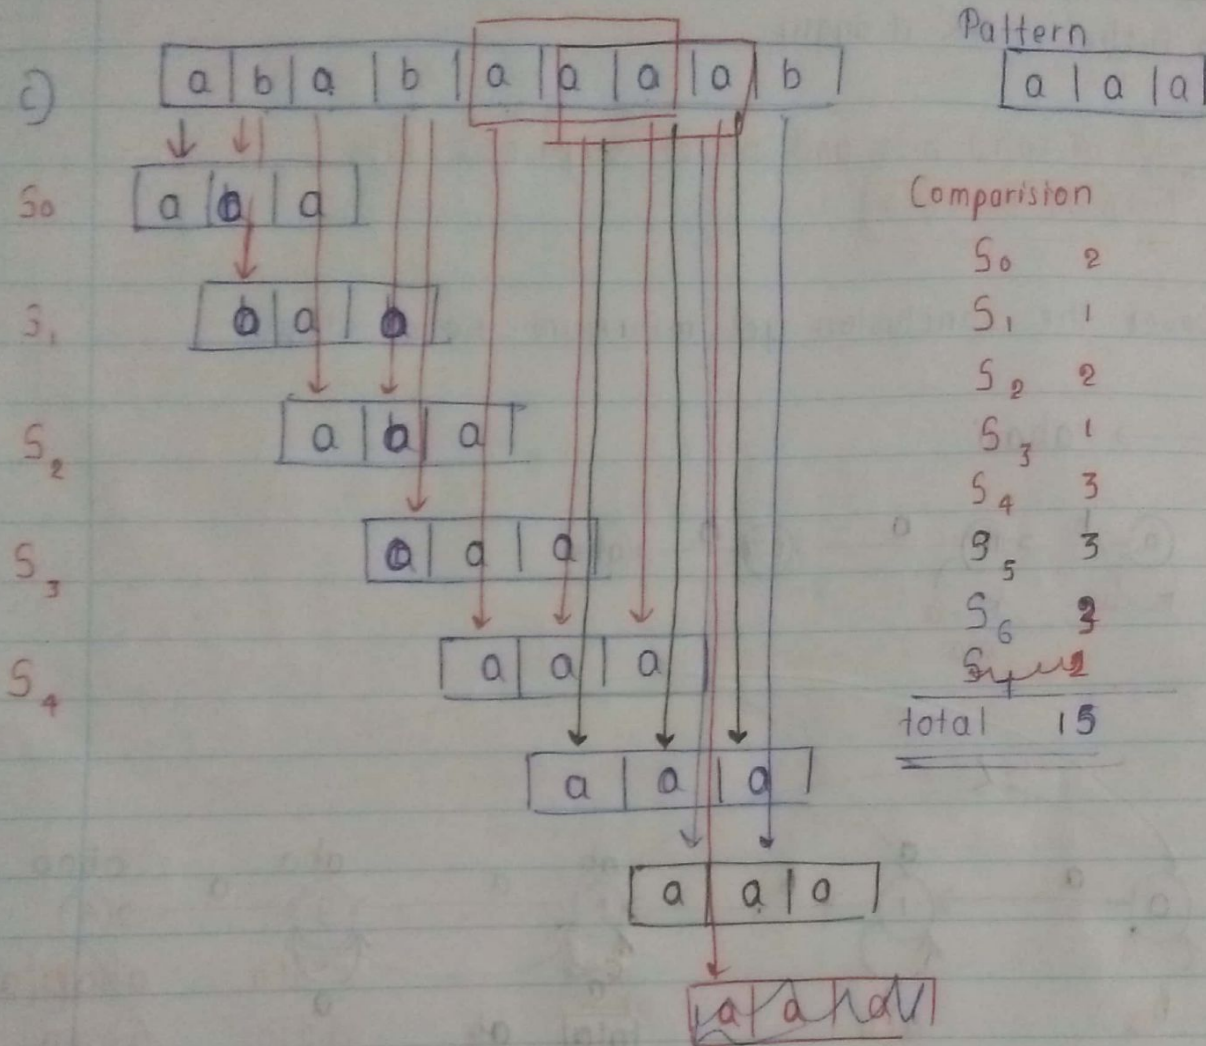 Pattern
c) a b a b a a a a b
a a a
S0 a b a
Comparision
S0 2
S1 b a b
S1 1
S2 2
S2 a b a
S3 1
S4 3
S3 a a a
S5 3
S6
S4 a a a
total 15
a a a
a a a
a a a